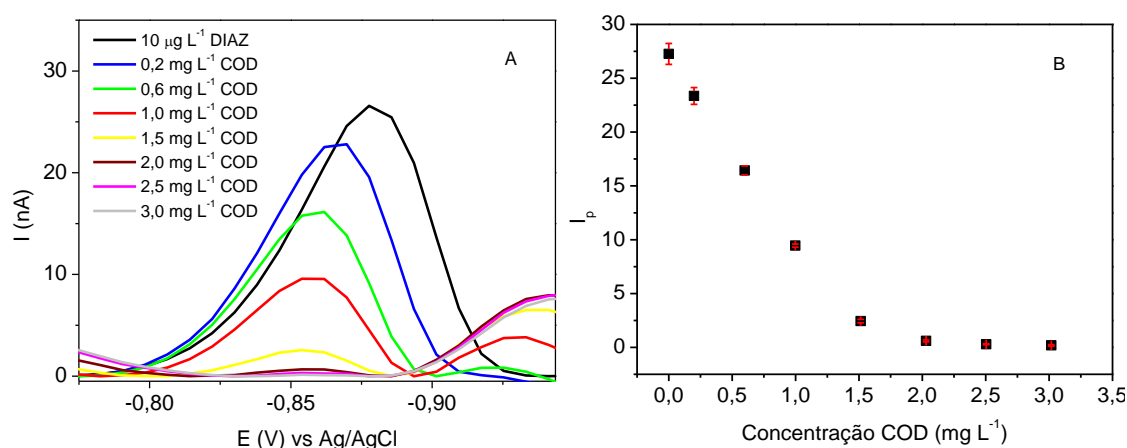 10 µg L⁻¹ DIAZ
0,2 mg L⁻¹ COD
0,6 mg L⁻¹ COD
1,0 mg L⁻¹ COD
1,5 mg L⁻¹ COD
2,0 mg L⁻¹ COD
2,5 mg L⁻¹ COD
3,0 mg L⁻¹ COD
A
I (nA)
30
20
10
0
-0,80 -0,85 -0,90
E (V) vs Ag/AgCl
B
Iₚ
30
25
20
15
10
5
0
0,0 0,5 1,0 1,5 2,0 2,5 3,0 3,5
Concentração COD (mg L⁻¹)